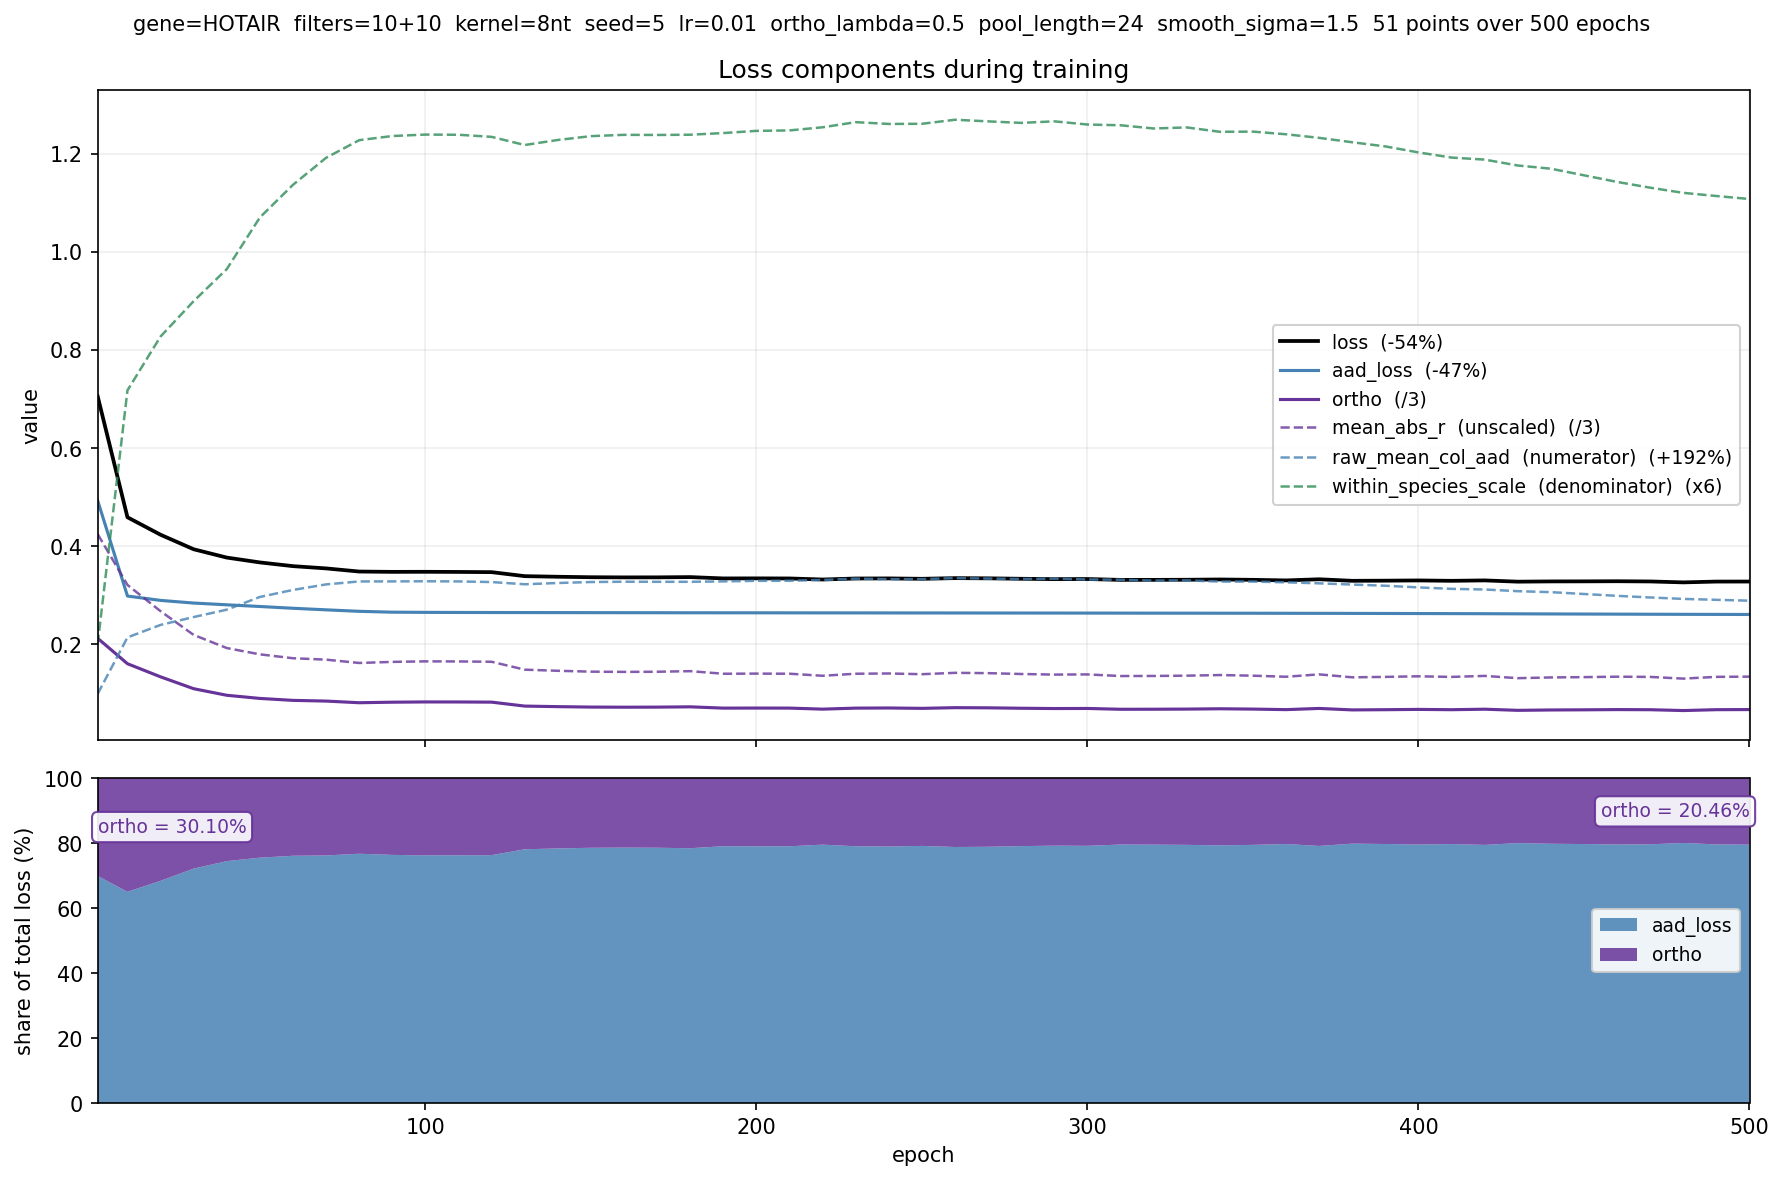 gene=HOTAIR  filters=10+10  kernel=8nt  seed=5  lr=0.01  ortho_lambda=0.5  pool_length=24  smooth_sigma=1.5  51 points over 500 epochs
Loss components during training
value
1.2
1.0
0.8
0.6
0.4
0.2
loss  (-54%)
aad_loss  (-47%)
ortho  (/3)
mean_abs_r  (unscaled)  (/3)
raw_mean_col_aad  (numerator)  (+192%)
within_species_scale  (denominator)  (x6)
share of total loss (%)
100
80
60
40
20
0
ortho = 30.10%
ortho = 20.46%
aad_loss
ortho
100
200
300
400
500
epoch